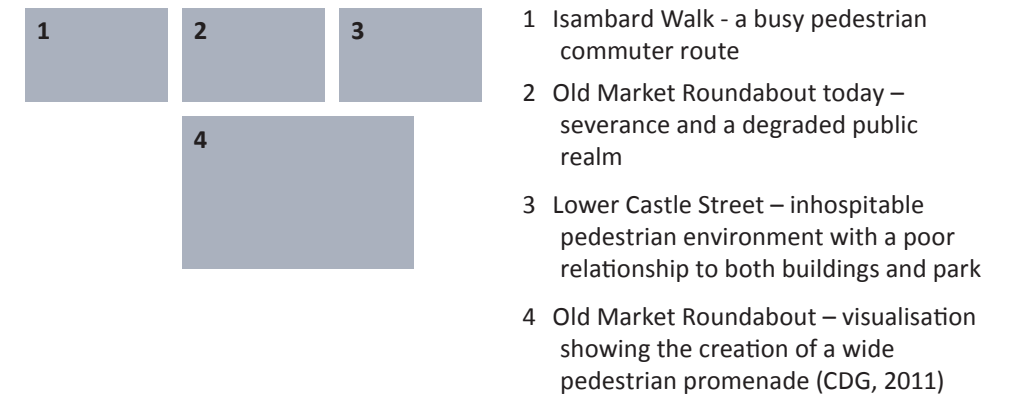 1
2
3
4
1 Isambard Walk - a busy pedestrian
commuter route
2 Old Market Roundabout today –
severance and a degraded public
realm
3 Lower Castle Street – inhospitable
pedestrian environment with a poor
relationship to both buildings and park
4 Old Market Roundabout – visualisation
showing the creation of a wide
pedestrian promenade (CDG, 2011)